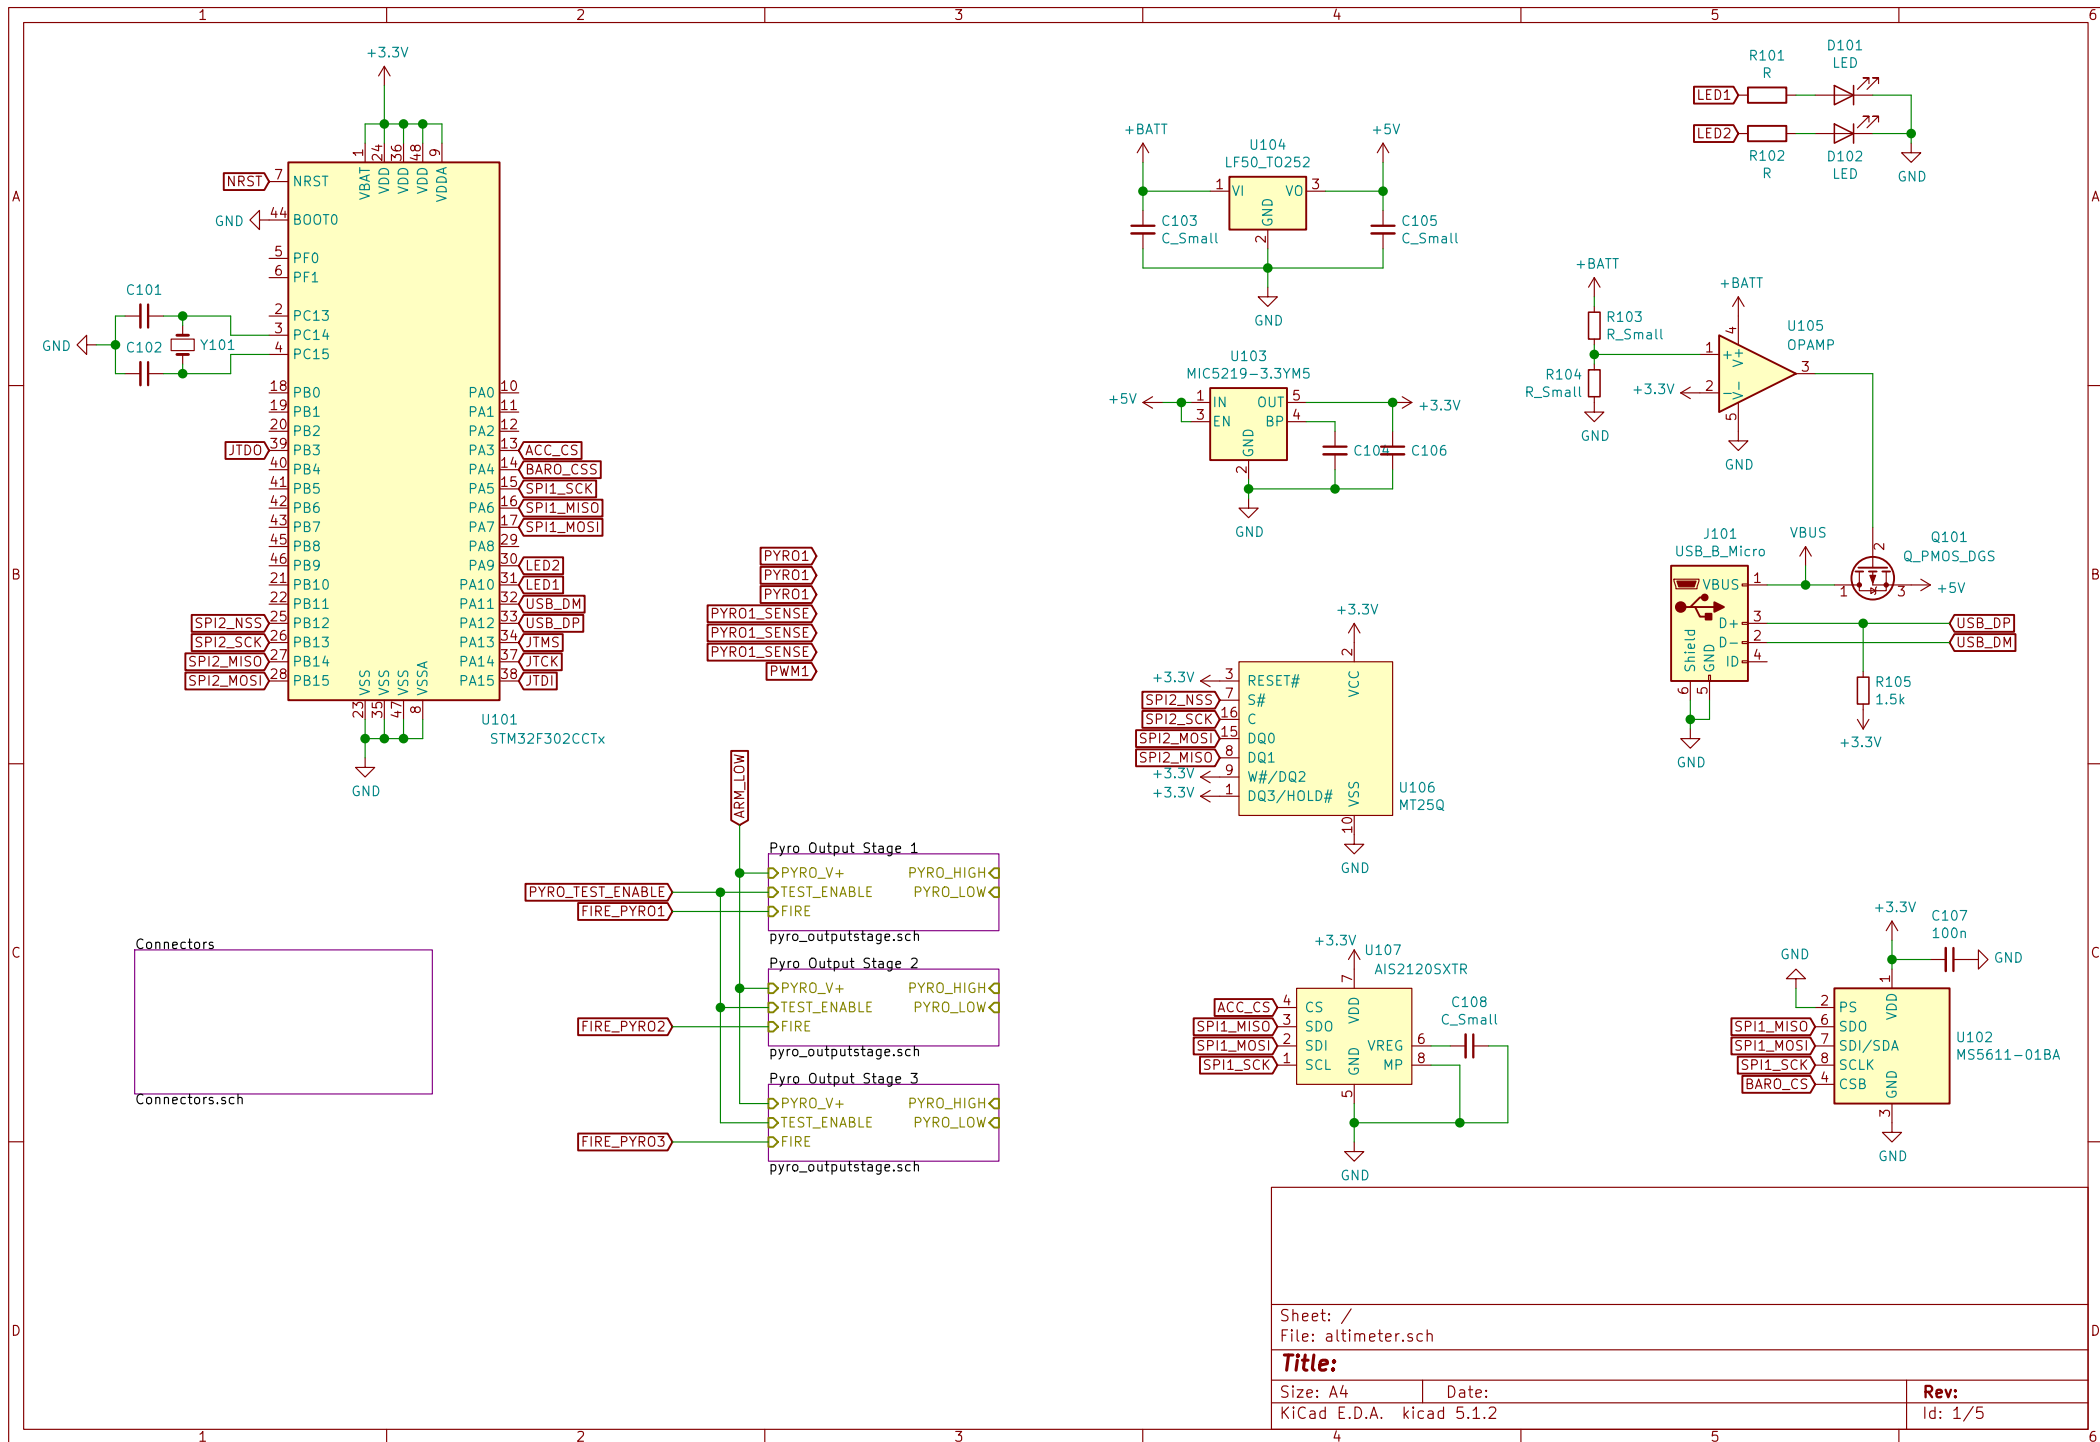 1 2 3 4 5 6
A
B
C
D
A
B
C
D
1 2 3 4 5 6
+3.3V
1 24 36 48 9
VBAT VDD VDD VDD VDDA
NRST 7 NRST
GND 44 BOOT0
5 PF0
6 PF1
2 PC13
3 PC14
4 PC15
C101
C102
Y101
GND
18 PB0
19 PB1
20 PB2
JTDO 39 PB3
40 PB4
41 PB5
42 PB6
43 PB7
45 PB8
46 PB9
21 PB10
22 PB11
SPI2_NSS 25 PB12
SPI2_SCK 26 PB13
SPI2_MISO 27 PB14
SPI2_MOSI 28 PB15
PA0 10
PA1 11
PA2 12
PA3 13 ACC_CS
PA4 14 BARO_CSS
PA5 15 SPI1_SCK
PA6 16 SPI1_MISO
PA7 17 SPI1_MOSI
PA8 29
PA9 30 LED2
PA10 31 LED1
PA11 32 USB_DM
PA12 33 USB_DP
PA13 34 JTMS
PA14 37 JTCK
PA15 38 JTDI
VSS VSS VSS VSSA
23 35 47 8
U101
STM32F302CCTx
GND
PYRO1
PYRO1
PYRO1
PYRO1_SENSE
PYRO1_SENSE
PYRO1_SENSE
PWM1
ARM_LOW
Pyro Output Stage 1
PYRO_V+ PYRO_HIGH
PYRO_TEST_ENABLE TEST_ENABLE PYRO_LOW
FIRE_PYRO1 FIRE
pyro_outputstage.sch
Pyro Output Stage 2
PYRO_V+ PYRO_HIGH
TEST_ENABLE PYRO_LOW
FIRE_PYRO2 FIRE
pyro_outputstage.sch
Pyro Output Stage 3
PYRO_V+ PYRO_HIGH
TEST_ENABLE PYRO_LOW
FIRE_PYRO3 FIRE
pyro_outputstage.sch
Connectors
Connectors.sch
+BATT
+5V
U104
LF50_TO252
1 VI VO 3
GND
2
C103
C_Small
C105
C_Small
GND
U103
MIC5219-3.3YM5
+5V 1 IN OUT 5 +3.3V
3 EN BP 4
GND
2
C104
C106
GND
+3.3V
2
VCC
+3.3V 3 RESET#
SPI2_NSS 7 S#
SPI2_SCK 16 C
SPI2_MOSI 15 DQ0
SPI2_MISO 8 DQ1
+3.3V 9 W#/DQ2
+3.3V 1 DQ3/HOLD#
VSS
10
U106
MT25Q
GND
+3.3V
U107
AIS2120SXTR
7
VDD
ACC_CS 4 CS
SPI1_MISO 3 SDO
SPI1_MOSI 2 SDI
SPI1_SCK 1 SCL
VREG 6
MP 8
GND
5
C108
C_Small
GND
R101
R
D101
LED
LED1
LED2
R102
R
D102
LED
GND
+BATT
R103
R_Small
R104
R_Small
GND
+BATT
U105
OPAMP
4
V+
1 +
+3.3V 2 -
3
V-
5
GND
J101
USB_B_Micro
VBUS
VBUS 1
D+ 3
D- 2
ID 4
Shield GND
6 5
GND
Q101
Q_PMOS_DGS
2
1 3
+5V
USB_DP
USB_DM
R105
1.5k
+3.3V
+3.3V
C107
100n
GND
GND
1
VDD
2 PS
SPI1_MISO 6 SDO
SPI1_MOSI 7 SDI/SDA
SPI1_SCK 8 SCLK
BARO_CS 4 CSB
GND
3
U102
MS5611-01BA
GND
Sheet: /
File: altimeter.sch
Title:
Size: A4 Date: Rev:
KiCad E.D.A. kicad 5.1.2 Id: 1/5